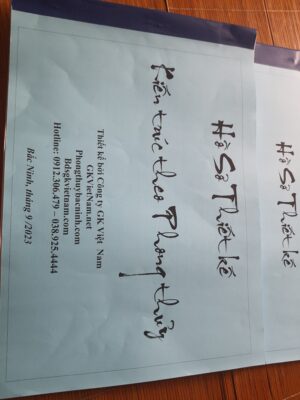 Hồ Sơ Thiết kế
Kiến trúc theo Phong thủy
Thiết kế bởi Công ty GK Việt Nam
GKVietNam.net
Phongthuybacninh.com
Bdsgkvietnam.com
Hotline: 0912.306.479 – 038.925.4444
Bắc Ninh, tháng 9/2023
Hồ Sơ Thiết kế